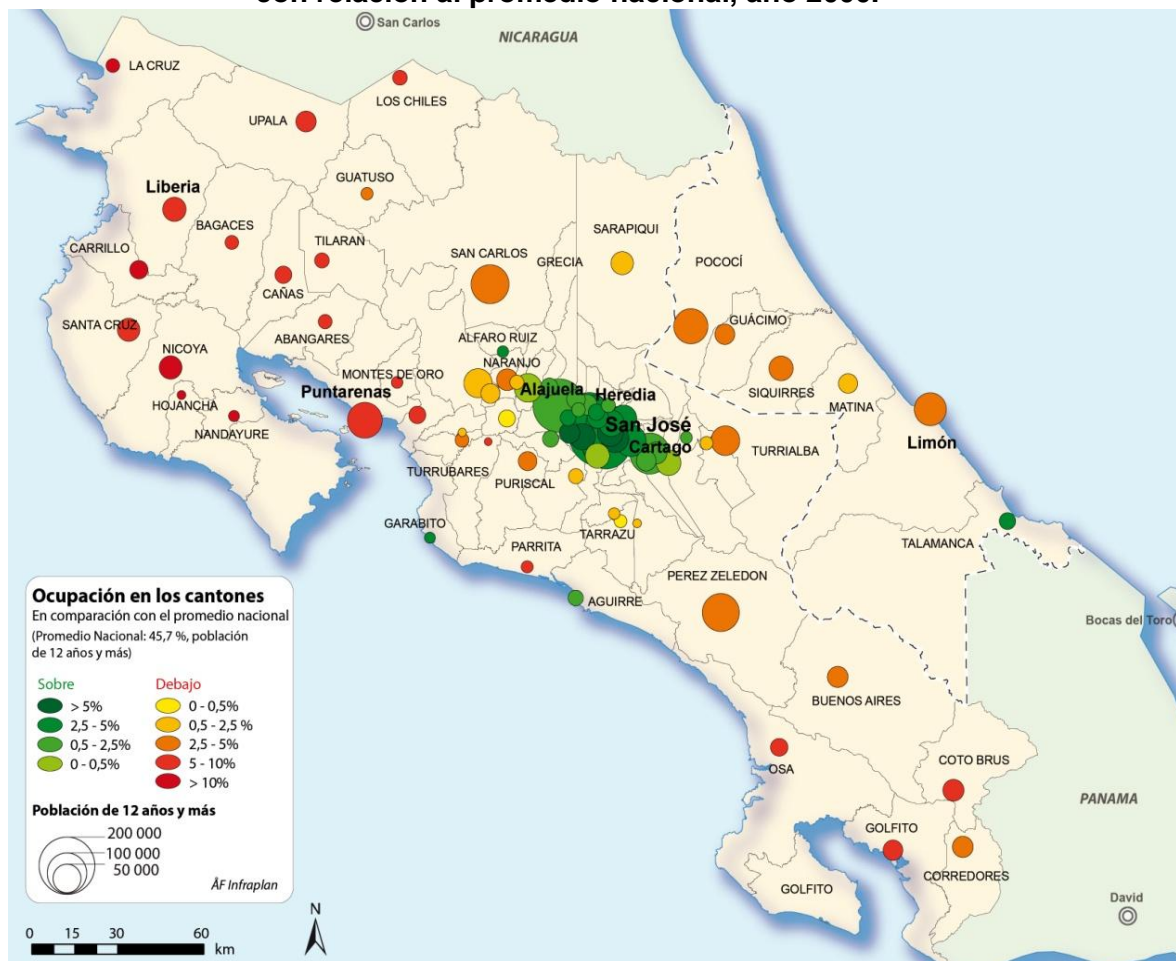 con relación al promedio nacional, año 2000.
San Carlos
NICARAGUA
LA CRUZ
LOS CHILES
UPALA
GUATUSO
Liberia
BAGACES
SARAPIQUI
TILARAN
CARRILLO
SAN CARLOS
GRECIA
POCOCÍ
CAÑAS
SANTA CRUZ
GUÁCIMO
ABANGARES
ALFARO RUIZ
NICOYA
NARANJO
MONTES DE ORO
SIQUIRRES
MATINA
HOJANCHA
Puntarenas
Alajuela
Heredia
NANDAYURE
San José
Limón
Cartago
TURRIALBA
TURRUBARES
PURISCAL
GARABITO
TARRAZU
TALAMANCA
PARRITA
PEREZ ZELEDON
AGUIRRE
Bocas del Toro
BUENOS AIRES
OSA
COTO BRUS
PANAMA
GOLFITO
CORREDORES
GOLFITO
David
Ocupación en los cantones
En comparación con el promedio nacional
(Promedio Nacional: 45,7 %, población
de 12 años y más)
Sobre
> 5%
2,5 - 5%
0,5 - 2,5%
0 - 0,5%
Debajo
0 - 0,5%
0,5 - 2,5 %
2,5 - 5%
5 - 10%
> 10%
Población de 12 años y más
200 000
100 000
50 000
ÅF Infraplan
N
0 15 30 60
km